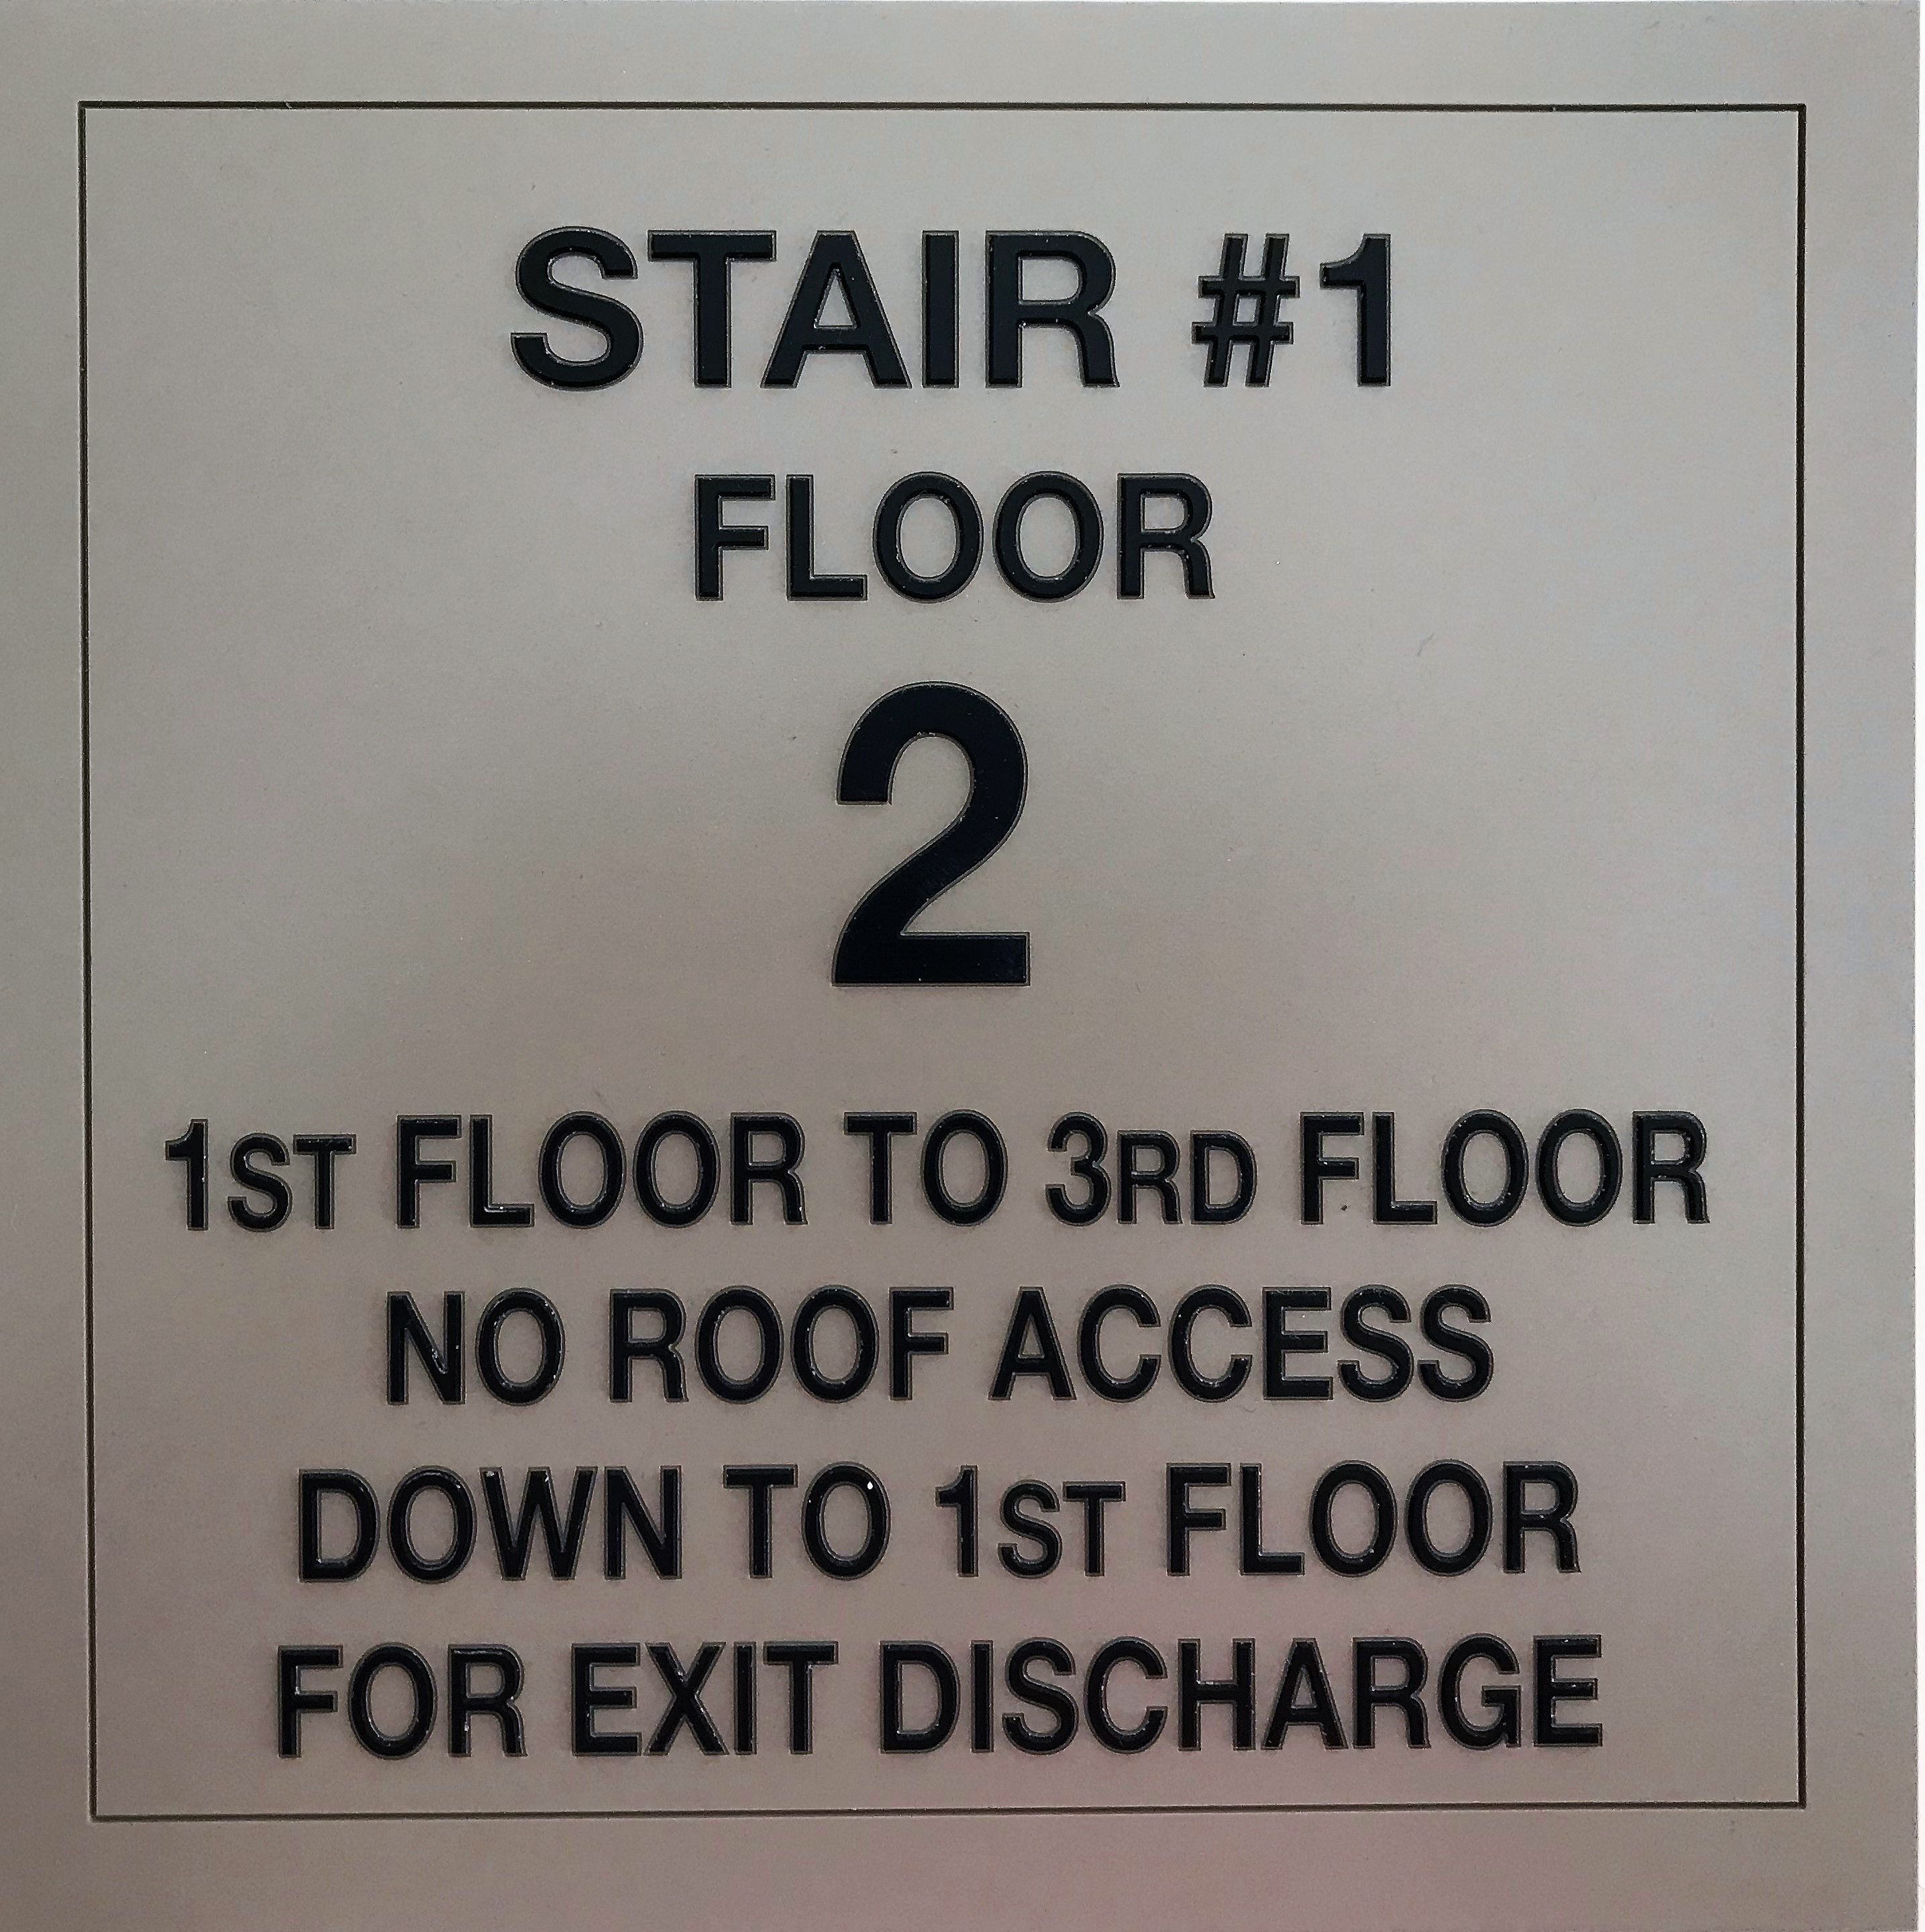 STAIR #1
FLOOR
2
1ST FLOOR TO 3RD FLOOR
NO ROOF ACCESS
DOWN TO 1ST FLOOR
FOR EXIT DISCHARGE